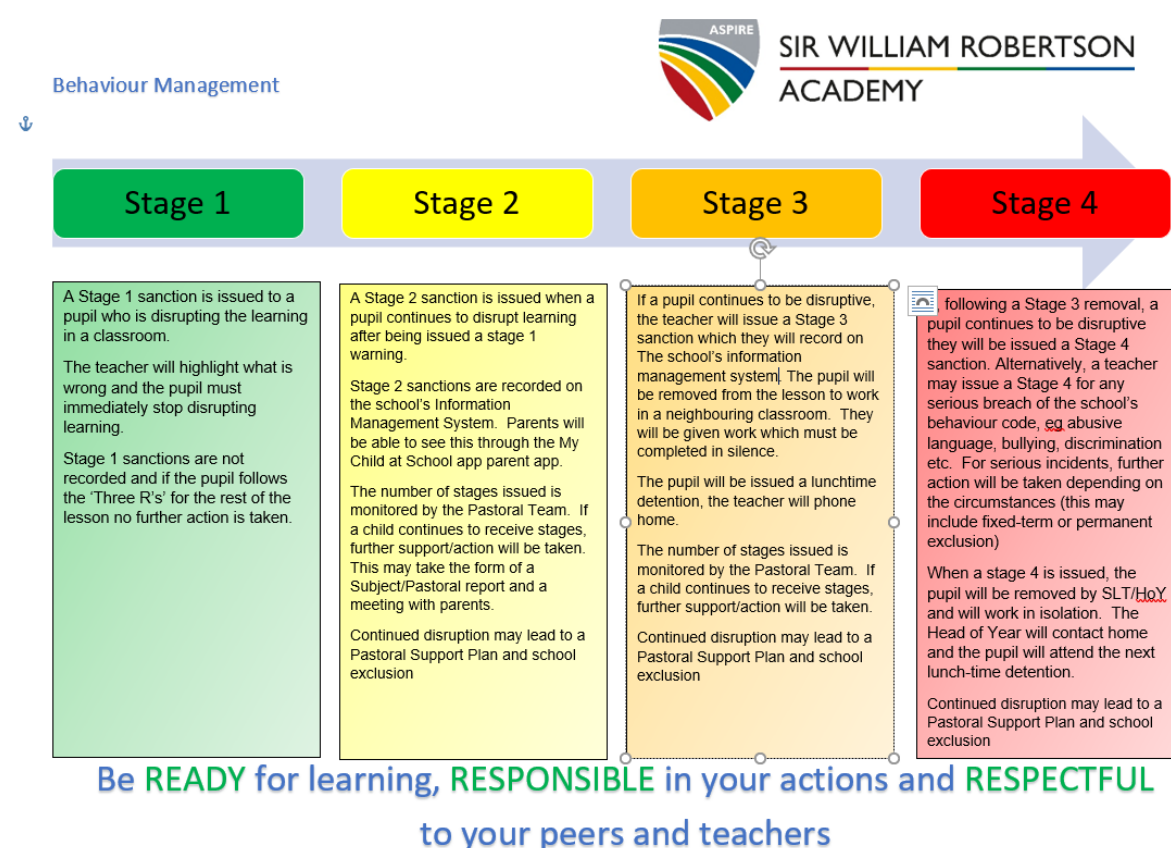 ASPIRE
SIR WILLIAM ROBERTSON
ACADEMY
Behaviour Management
Stage 1
Stage 2
Stage 3
Stage 4
A Stage 1 sanction is issued to a
pupil who is disrupting the learning
in a classroom.
The teacher will highlight what is
wrong and the pupil must
immediately stop disrupting
learning.
Stage 1 sanctions are not
recorded and if the pupil follows
the ‘Three R’s’ for the rest of the
lesson no further action is taken.
A Stage 2 sanction is issued when a
pupil continues to disrupt learning
after being issued a stage 1
warning.
Stage 2 sanctions are recorded on
the school’s Information
Management System. Parents will
be able to see this through the My
Child at School app parent app.
The number of stages issued is
monitored by the Pastoral Team. If
a child continues to receive stages,
further support/action will be taken.
This may take the form of a
Subject/Pastoral report and a
meeting with parents.
Continued disruption may lead to a
Pastoral Support Plan and school
exclusion
If a pupil continues to be disruptive,
the teacher will issue a Stage 3
sanction which they will record on
The school’s information
management system. The pupil will
be removed from the lesson to work
in a neighbouring classroom. They
will be given work which must be
completed in silence.
The pupil will be issued a lunchtime
detention, the teacher will phone
home.
The number of stages issued is
monitored by the Pastoral Team. If
a child continues to receive stages,
further support/action will be taken.
Continued disruption may lead to a
Pastoral Support Plan and school
exclusion
, following a Stage 3 removal, a
pupil continues to be disruptive
they will be issued a Stage 4
sanction. Alternatively, a teacher
may issue a Stage 4 for any
serious breach of the school’s
behaviour code, eg abusive
language, bullying, discrimination
etc. For serious incidents, further
action will be taken depending on
the circumstances (this may
include fixed-term or permanent
exclusion)
When a stage 4 is issued, the
pupil will be removed by SLT/HoY
and will work in isolation. The
Head of Year will contact home
and the pupil will attend the next
lunch-time detention.
Continued disruption may lead to a
Pastoral Support Plan and school
exclusion
Be READY for learning, RESPONSIBLE in your actions and RESPECTFUL
to your peers and teachers